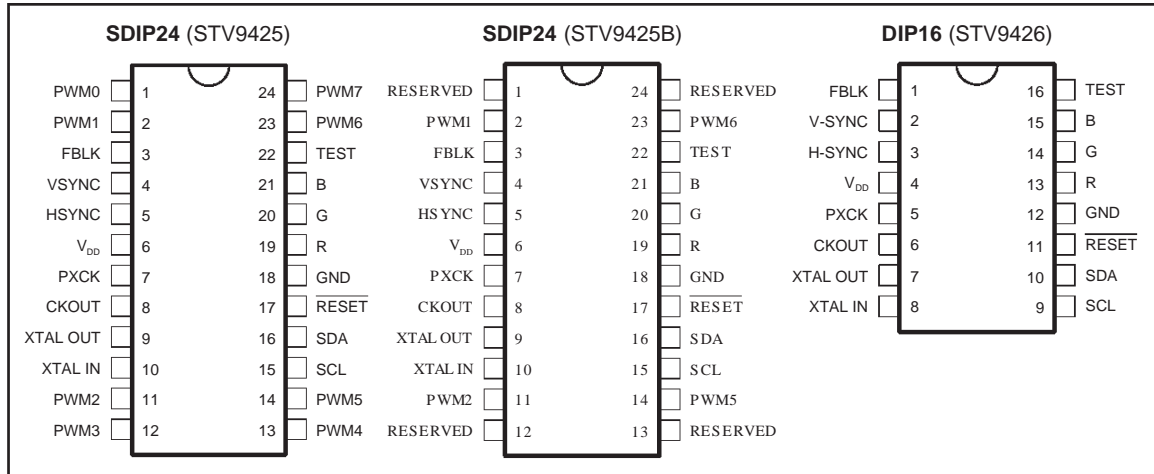 SDIP24 (STV9425)
PWM0 1 24 PWM7
PWM1 2 23 PWM6
FBLK 3 22 TEST
VSYNC 4 21 B
HSYNC 5 20 G
VDD 6 19 R
PXCK 7 18 GND
CKOUT 8 17 RESET
XTAL OUT 9 16 SDA
XTAL IN 10 15 SCL
PWM2 11 14 PWM5
PWM3 12 13 PWM4
SDIP24 (STV9425B)
RESERVED 1 24 RESERVED
PWM1 2 23 PWM6
FBLK 3 22 TEST
VSYNC 4 21 B
HSYNC 5 20 G
VDD 6 19 R
PXCK 7 18 GND
CKOUT 8 17 RESET
XTAL OUT 9 16 SDA
XTAL IN 10 15 SCL
PWM2 11 14 PWM5
RESERVED 12 13 RESERVED
DIP16 (STV9426)
FBLK 1 16 TEST
V-SYNC 2 15 B
H-SYNC 3 14 G
VDD 4 13 R
PXCK 5 12 GND
CKOUT 6 11 RESET
XTAL OUT 7 10 SDA
XTAL IN 8 9 SCL